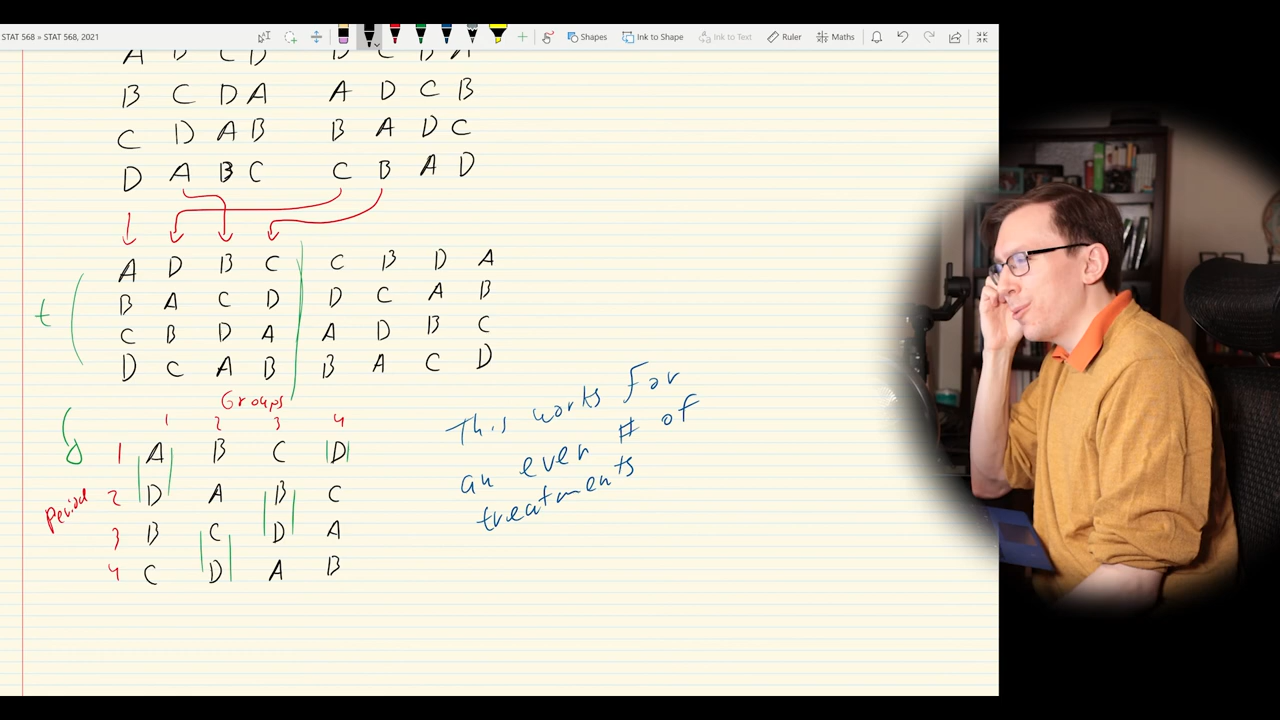 STAT 568 » STAT 568, 2021
Shapes
Ink to Shape
Ink to Text
Ruler
Maths
A B C D D C B A
B C D A A D C B
C D A B B A D C
D A B C C B A D
A D B C C B D A
B A C D D C A B
t
C B D A A D B C
D C A B B A C D
Groups
1 2 3 4
1 A B C D
Period 2 D A B C
3 B C D A
4 C D A B
This works for
an even # of
treatments